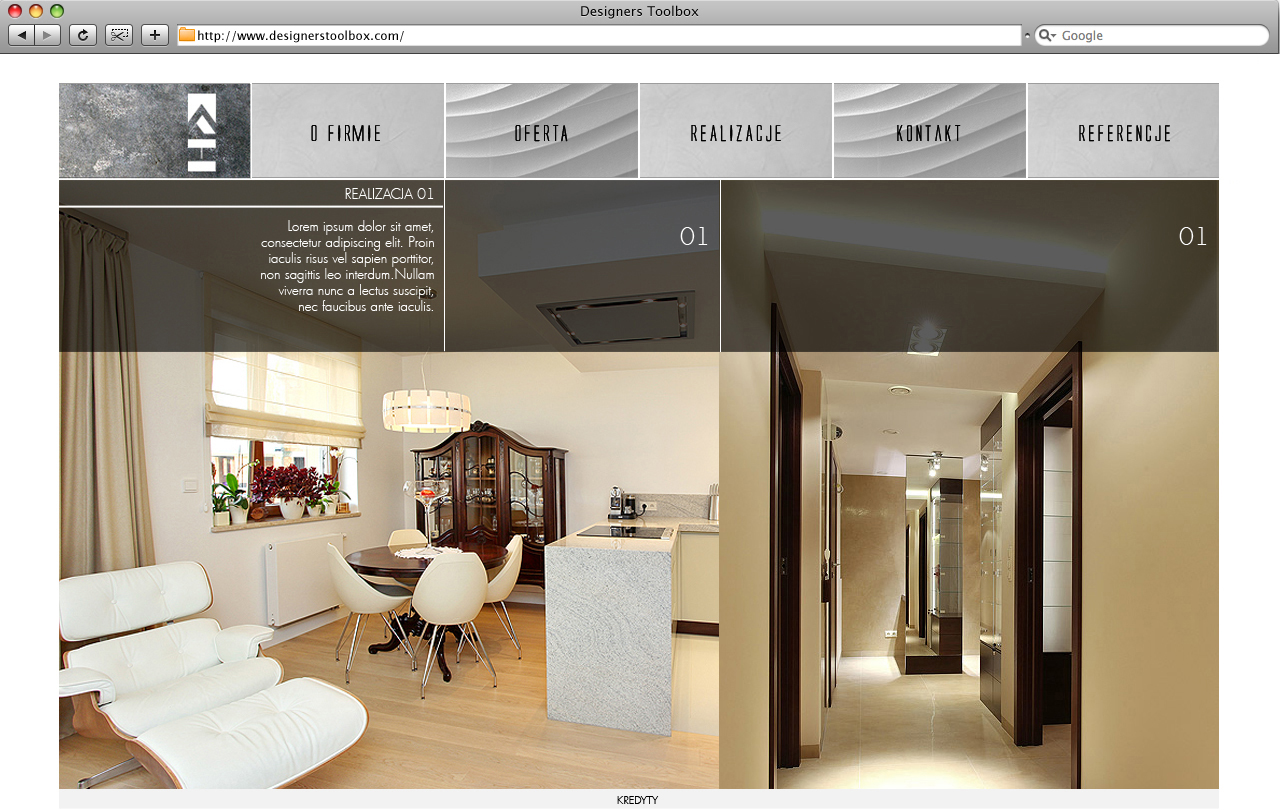 Designers Toolbox
http://www.designerstoolbox.com/
Google
O FIRMIE
OFERTA
REALIZACJE
KONTAKT
REFERENCJE
REALIZACJA 01
Lorem ipsum dolor sit amet,
consectetur adipiscing elit. Proin
iaculis risus vel sapien porttitor,
non sagittis leo interdum.Nullam
viverra nunc a lectus suscipit,
nec faucibus ante iaculis.
01
01
KREDYTY